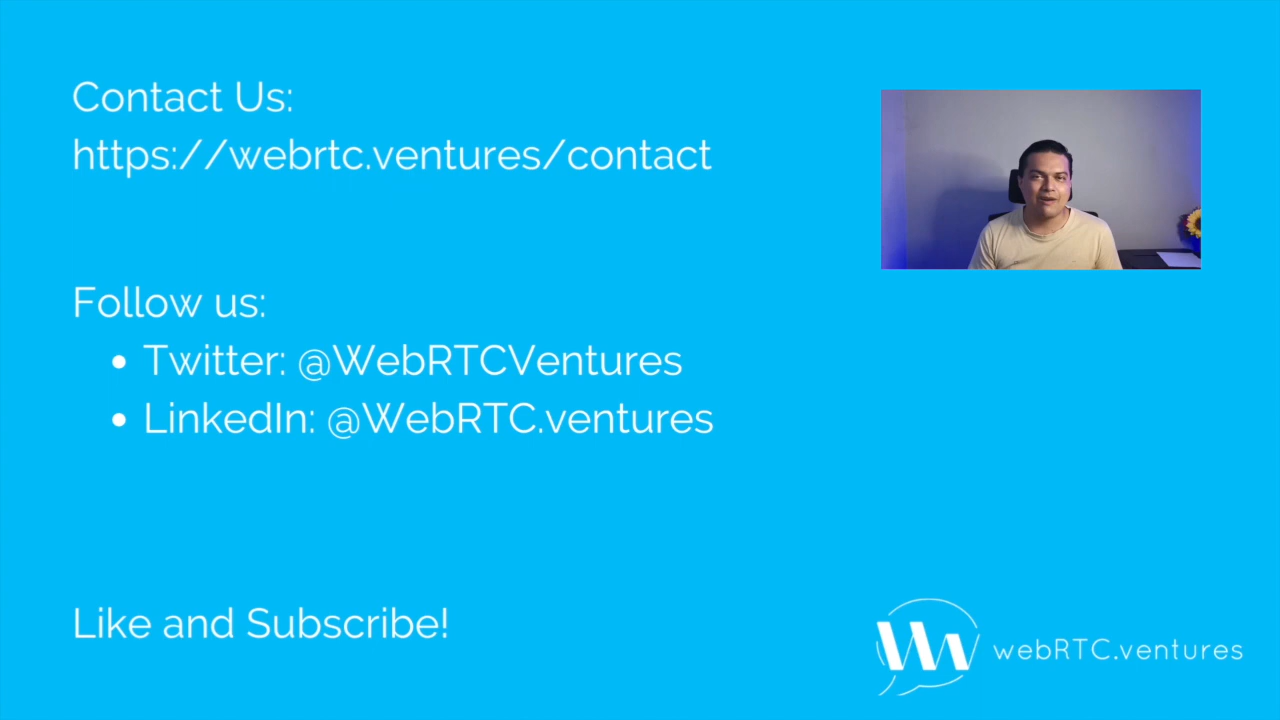 Contact Us:
https://webrtc.ventures/contact
Follow us:
• Twitter: @WebRTCVentures
• LinkedIn: @WebRTC.ventures
Like and Subscribe!
webRTC.ventures